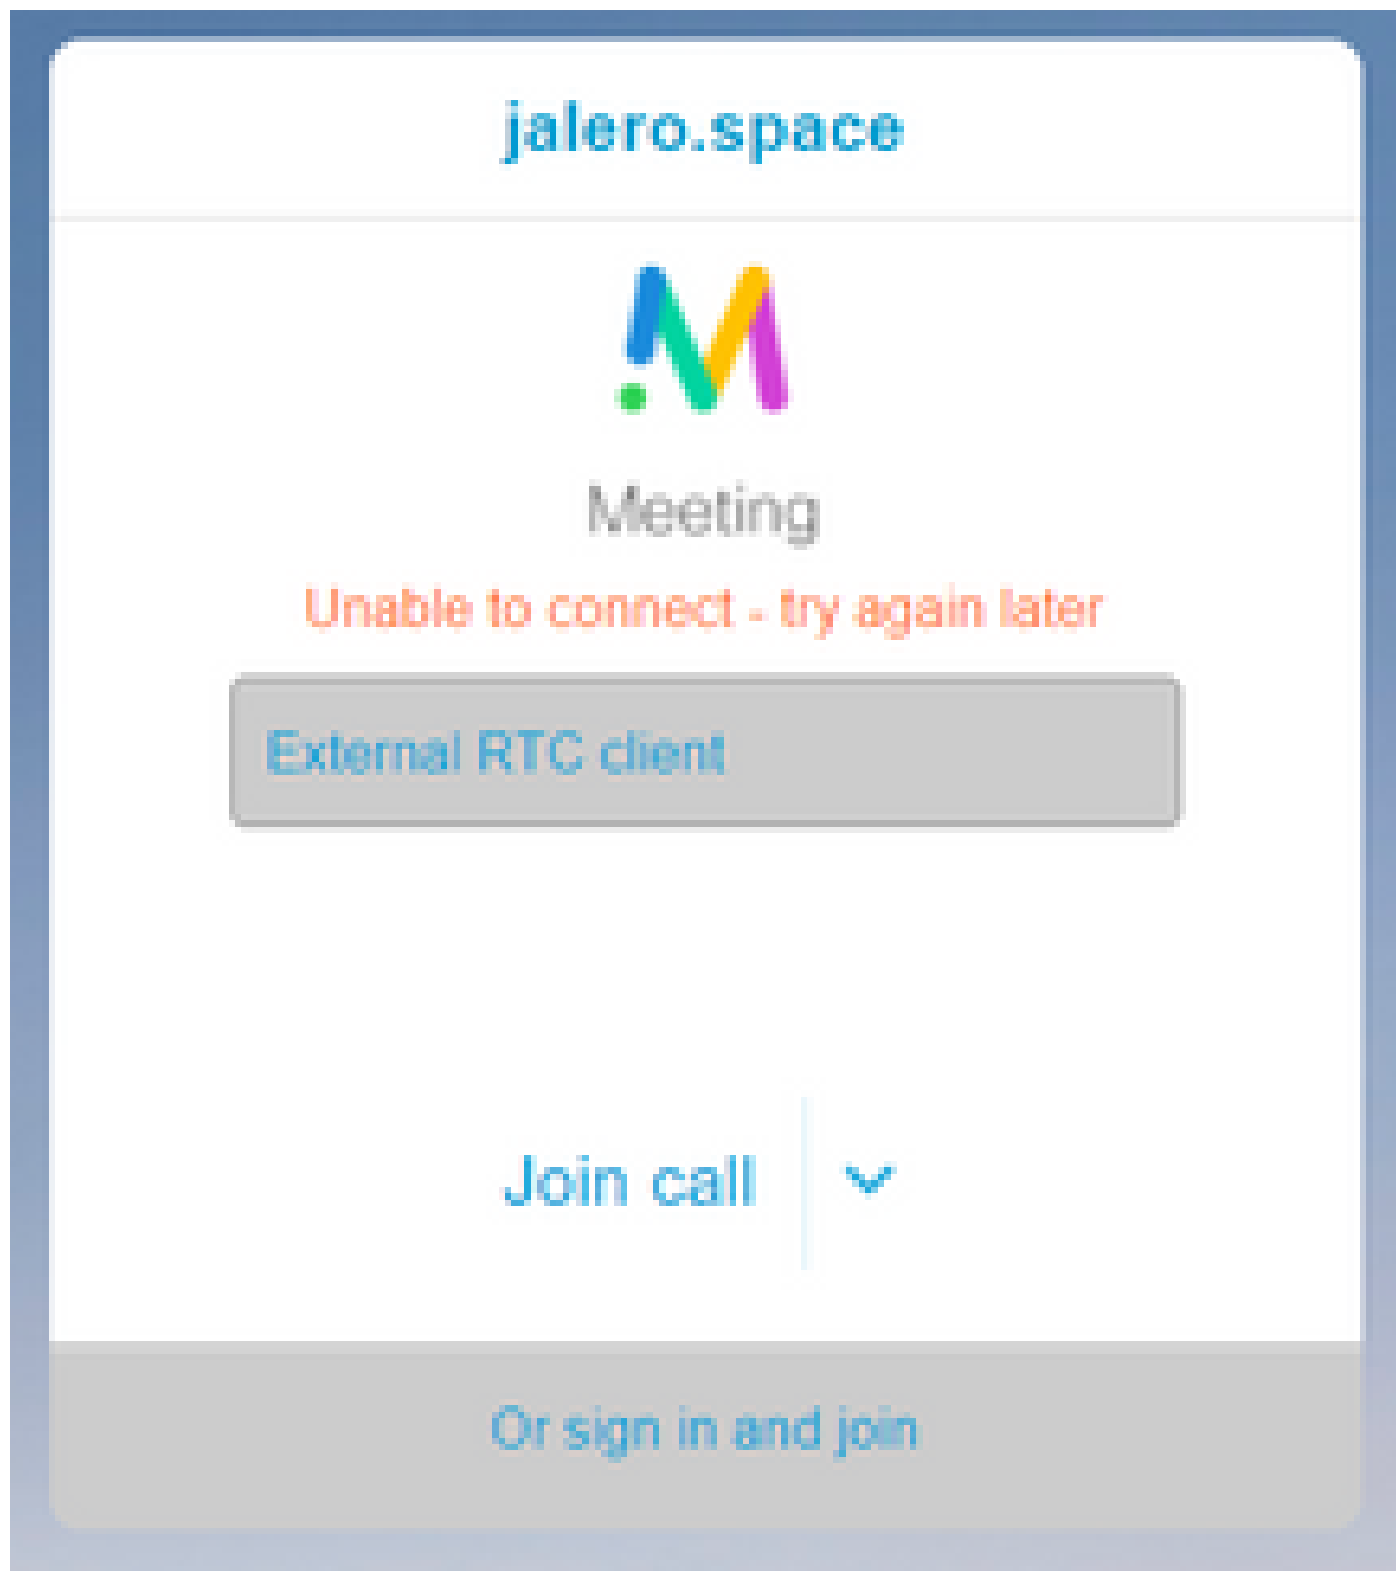 jalero.space
Meeting
Unable to connect - try again later
External RTC client
Join call
Or sign in and join